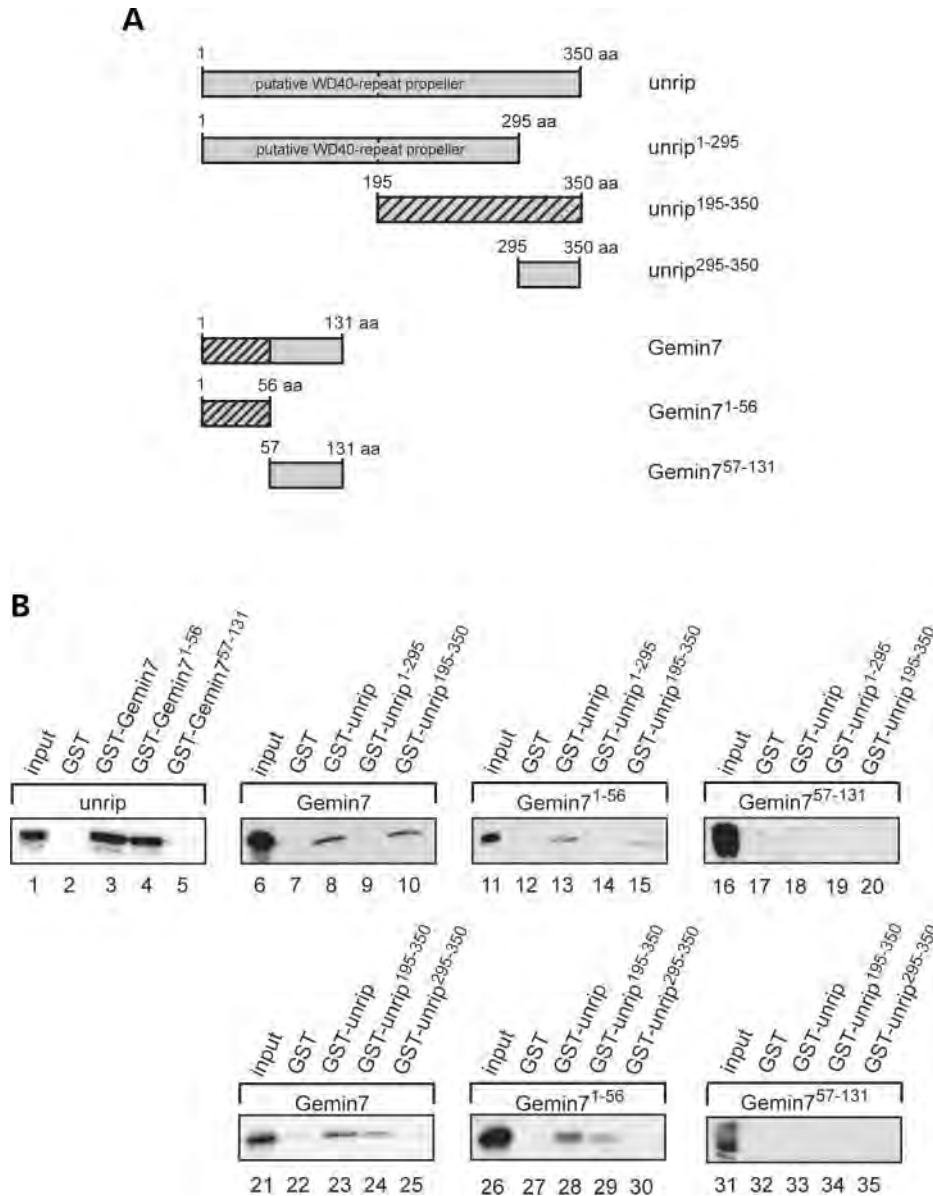 A
1 350 aa
putative WD40-repeat propeller unrip
1 295 aa
putative WD40-repeat propeller unrip1-295
195 350 aa
unrip195-350
295 350 aa
unrip295-350
1 131 aa
Gemin7
1 56 aa
Gemin71-56
57 131 aa
Gemin757-131
B
input GST GST-Gemin7 GST-Gemin71-56 GST-Gemin757-131
input GST GST-unrip GST-unrip1-295 GST-unrip195-350
input GST GST-unrip GST-unrip1-295 GST-unrip195-350
input GST GST-unrip GST-unrip1-295 GST-unrip195-350
unrip Gemin7 Gemin71-56 Gemin757-131
1 2 3 4 5 6 7 8 9 10 11 12 13 14 15 16 17 18 19 20
input GST GST-unrip GST-unrip195-350 GST-unrip295-350
input GST GST-unrip GST-unrip195-350 GST-unrip295-350
input GST GST-unrip GST-unrip195-350 GST-unrip295-350
Gemin7 Gemin71-56 Gemin757-131
21 22 23 24 25 26 27 28 29 30 31 32 33 34 35